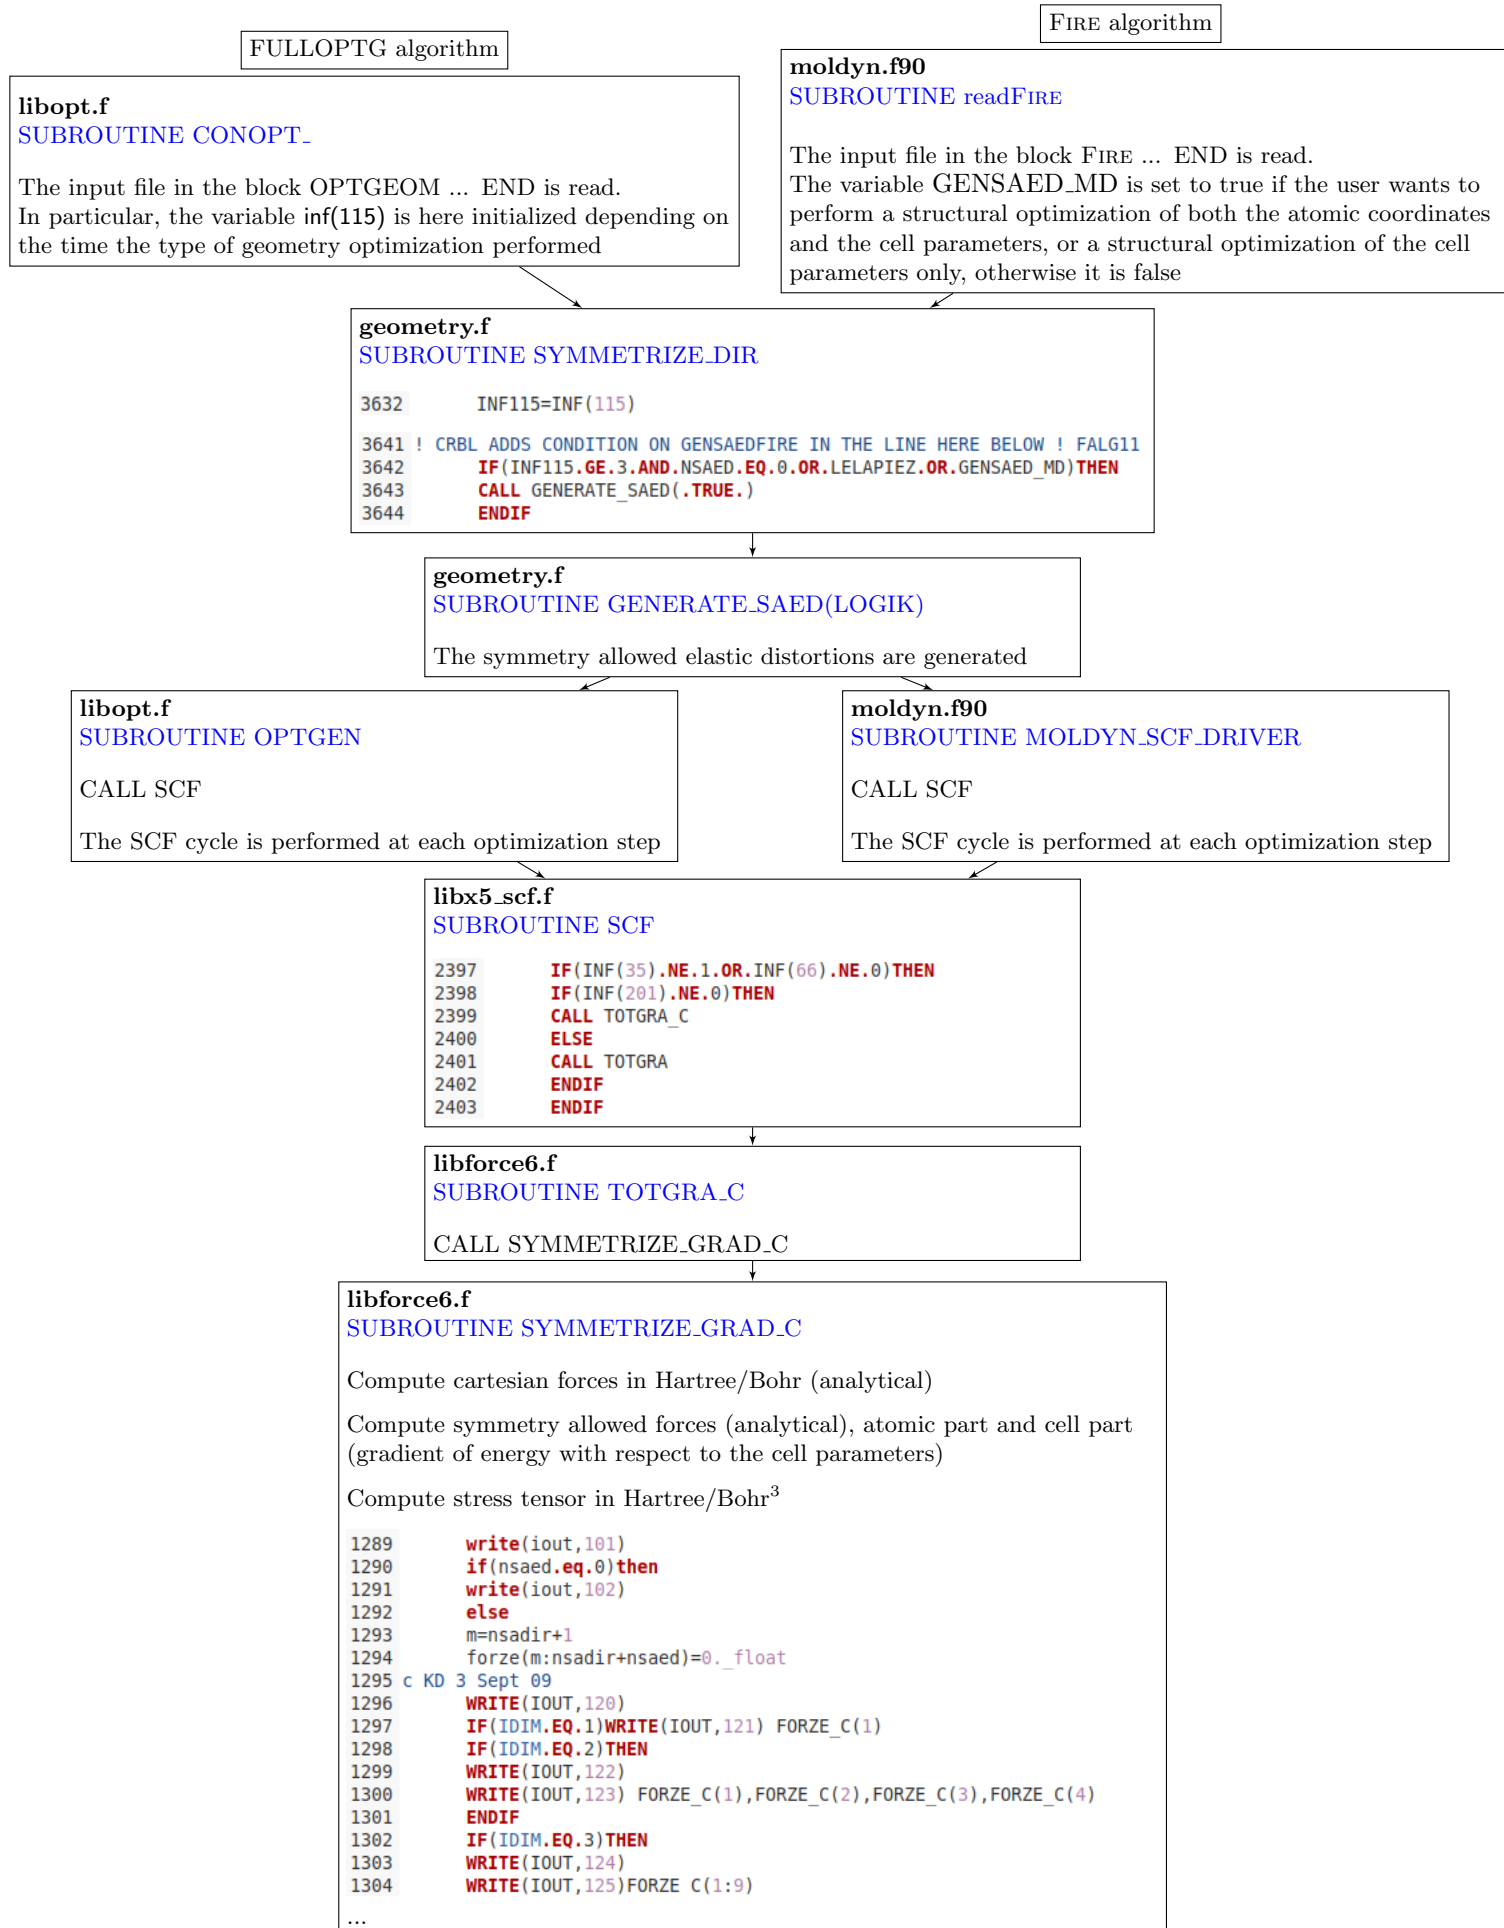 FULLOPTG algorithm
FIRE algorithm
libopt.f
SUBROUTINE CONOPT_
The input file in the block OPTGEOM ... END is read.
In particular, the variable inf(115) is here initialized depending on
the time the type of geometry optimization performed
moldyn.f90
SUBROUTINE readFIRE
The input file in the block FIRE ... END is read.
The variable GENSAED_MD is set to true if the user wants to
perform a structural optimization of both the atomic coordinates
and the cell parameters, or a structural optimization of the cell
parameters only, otherwise it is false
geometry.f
SUBROUTINE SYMMETRIZE_DIR
3632 INF115=INF(115)
3641 ! CRBL ADDS CONDITION ON GENSAEDFIRE IN THE LINE HERE BELOW ! FALG11
3642 IF(INF115.GE.3.AND.NSAED.EQ.0.OR.LELAPIEZ.OR.GENSAED_MD)THEN
3643 CALL GENERATE_SAED(.TRUE.)
3644 ENDIF
geometry.f
SUBROUTINE GENERATE_SAED(LOGIK)
The symmetry allowed elastic distortions are generated
libopt.f
SUBROUTINE OPTGEN
CALL SCF
The SCF cycle is performed at each optimization step
moldyn.f90
SUBROUTINE MOLDYN_SCF_DRIVER
CALL SCF
The SCF cycle is performed at each optimization step
libx5_scf.f
SUBROUTINE SCF
2397 IF(INF(35).NE.1.OR.INF(66).NE.0)THEN
2398 IF(INF(201).NE.0)THEN
2399 CALL TOTGRA_C
2400 ELSE
2401 CALL TOTGRA
2402 ENDIF
2403 ENDIF
libforce6.f
SUBROUTINE TOTGRA_C
CALL SYMMETRIZE_GRAD_C
libforce6.f
SUBROUTINE SYMMETRIZE_GRAD_C
Compute cartesian forces in Hartree/Bohr (analytical)
Compute symmetry allowed forces (analytical), atomic part and cell part
(gradient of energy with respect to the cell parameters)
Compute stress tensor in Hartree/Bohr³
1289 write(iout,101)
1290 if(nsaed.eq.0)then
1291 write(iout,102)
1292 else
1293 m=nsadir+1
1294 forze(m:nsadir+nsaed)=0._float
1295 c KD 3 Sept 09
1296 WRITE(IOUT,120)
1297 IF(IDIM.EQ.1)WRITE(IOUT,121) FORZE_C(1)
1298 IF(IDIM.EQ.2)THEN
1299 WRITE(IOUT,122)
1300 WRITE(IOUT,123) FORZE_C(1),FORZE_C(2),FORZE_C(3),FORZE_C(4)
1301 ENDIF
1302 IF(IDIM.EQ.3)THEN
1303 WRITE(IOUT,124)
1304 WRITE(IOUT,125)FORZE C(1:9)
...